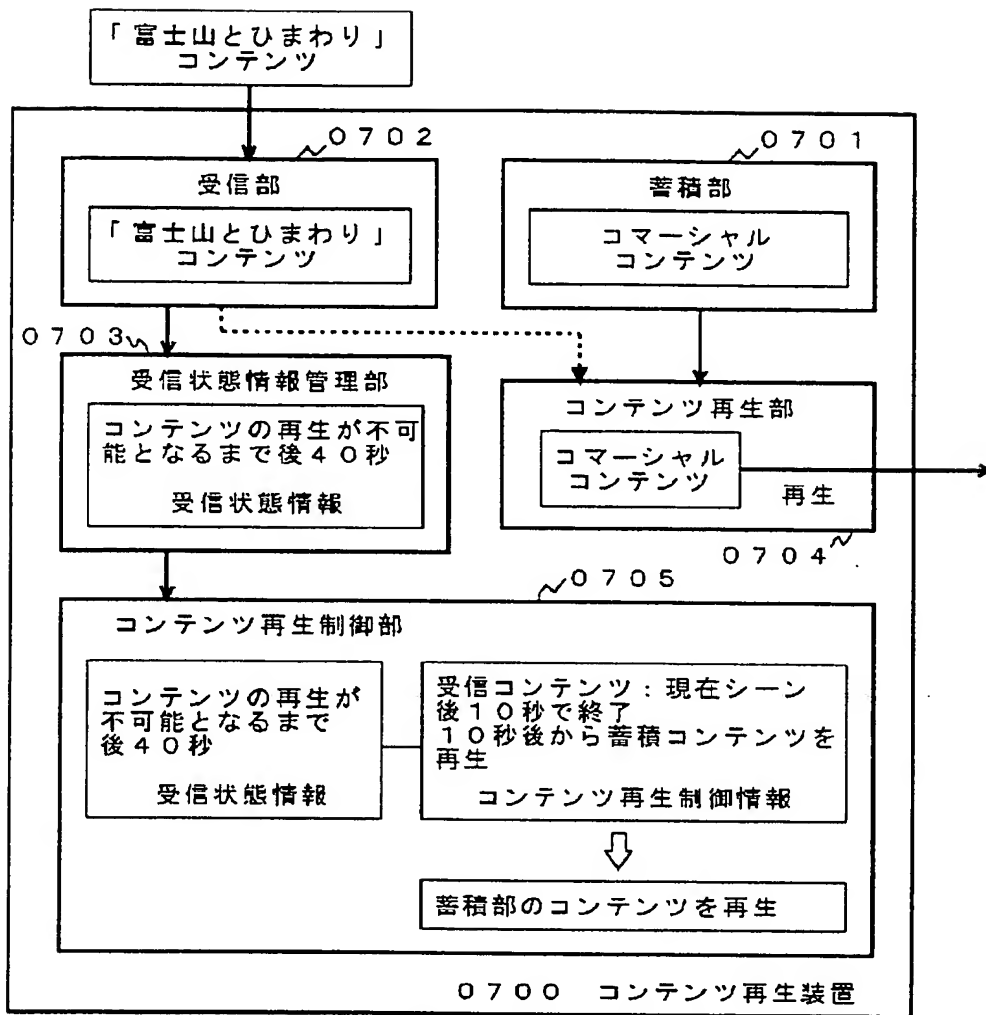 「富士山とひまわり」
コンテンツ
0702
0701
受信部
「富士山とひまわり」
コンテンツ
蓄積部
コマーシャル
コンテンツ
0703
受信状態情報管理部
コンテンツの再生が不可
能となるまで後40秒
受信状態情報
コンテンツ再生部
コマーシャル
コンテンツ
再生
0704
0705
コンテンツ再生制御部
コンテンツの再生が
不可能となるまで
後40秒
受信状態情報
受信コンテンツ:現在シーン
後10秒で終了
10秒後から蓄積コンテンツを
再生
コンテンツ再生制御情報
蓄積部のコンテンツを再生
0700 コンテンツ再生装置